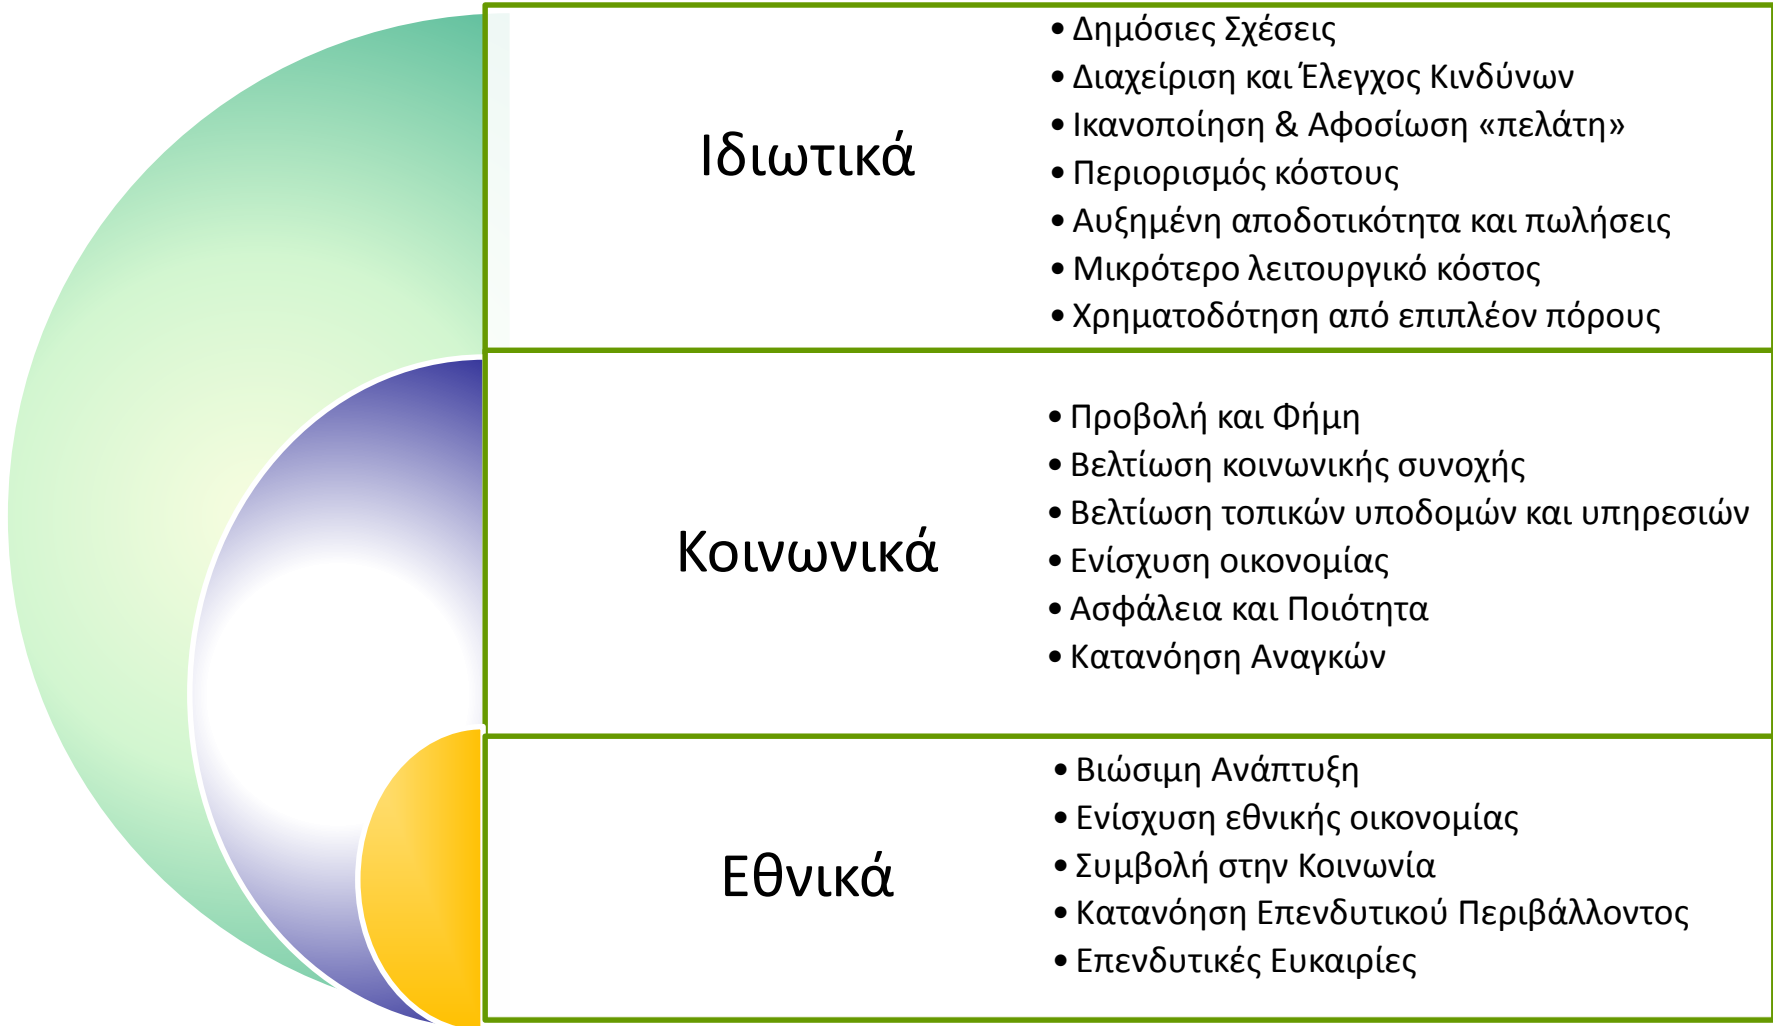 Ιδιωτικά
• Δημόσιες Σχέσεις
• Διαχείριση και Έλεγχος Κινδύνων
• Ικανοποίηση & Αφοσίωση «πελάτη»
• Περιορισμός κόστους
• Αυξημένη αποδοτικότητα και πωλήσεις
• Μικρότερο λειτουργικό κόστος
• Χρηματοδότηση από επιπλέον πόρους
Κοινωνικά
• Προβολή και Φήμη
• Βελτίωση κοινωνικής συνοχής
• Βελτίωση τοπικών υποδομών και υπηρεσιών
• Ενίσχυση οικονομίας
• Ασφάλεια και Ποιότητα
• Κατανόηση Αναγκών
Εθνικά
• Βιώσιμη Ανάπτυξη
• Ενίσχυση εθνικής οικονομίας
• Συμβολή στην Κοινωνία
• Κατανόηση Επενδυτικού Περιβάλλοντος
• Επενδυτικές Ευκαιρίες